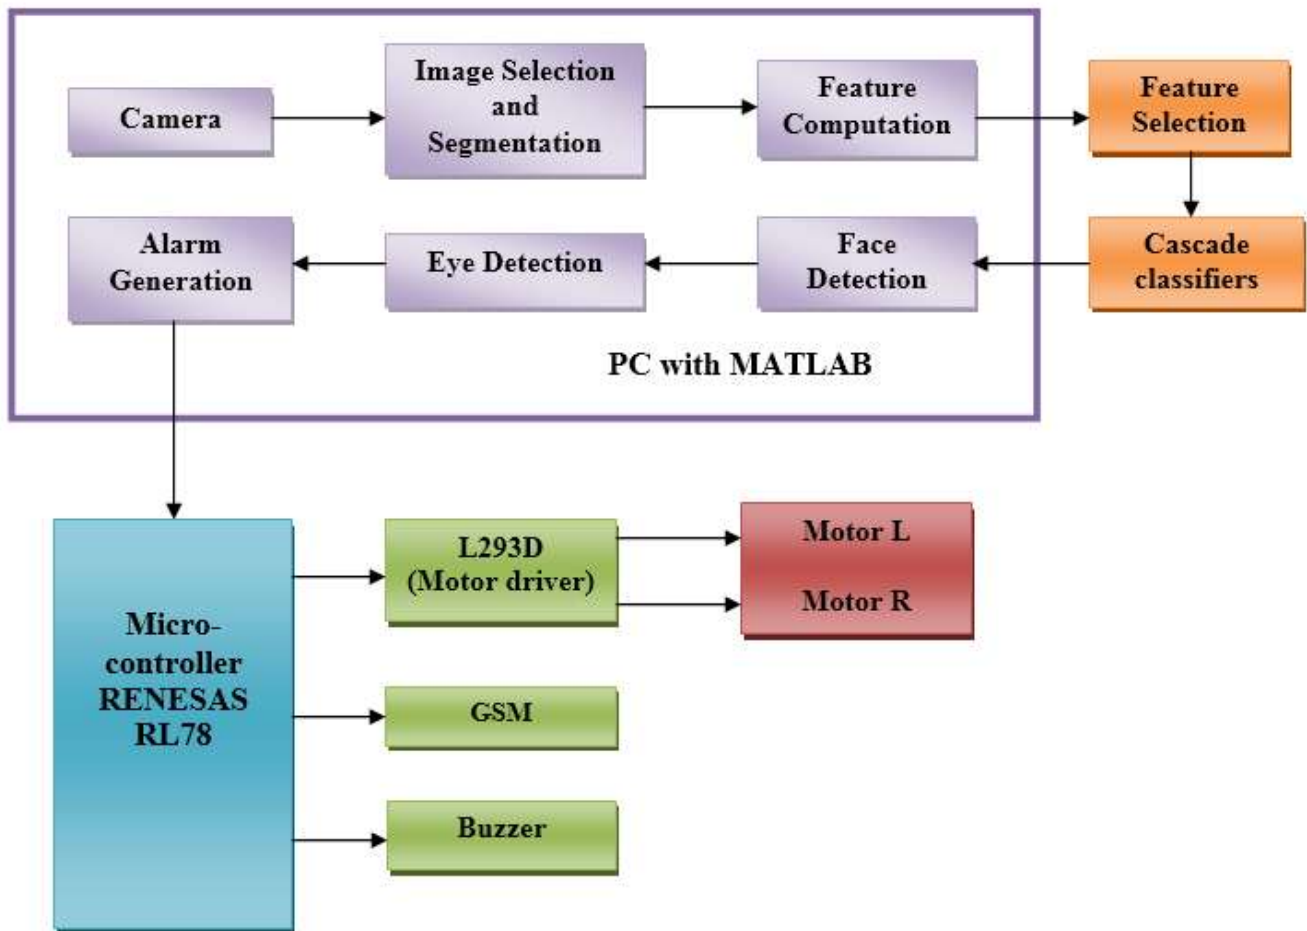 Camera
Image Selection
and
Segmentation
Feature
Computation
Feature
Selection
Alarm
Generation
Eye Detection
Face
Detection
Cascade
classifiers
PC with MATLAB
Micro-
controller
RENESAS
RL78
L293D
(Motor driver)
Motor L
Motor R
GSM
Buzzer